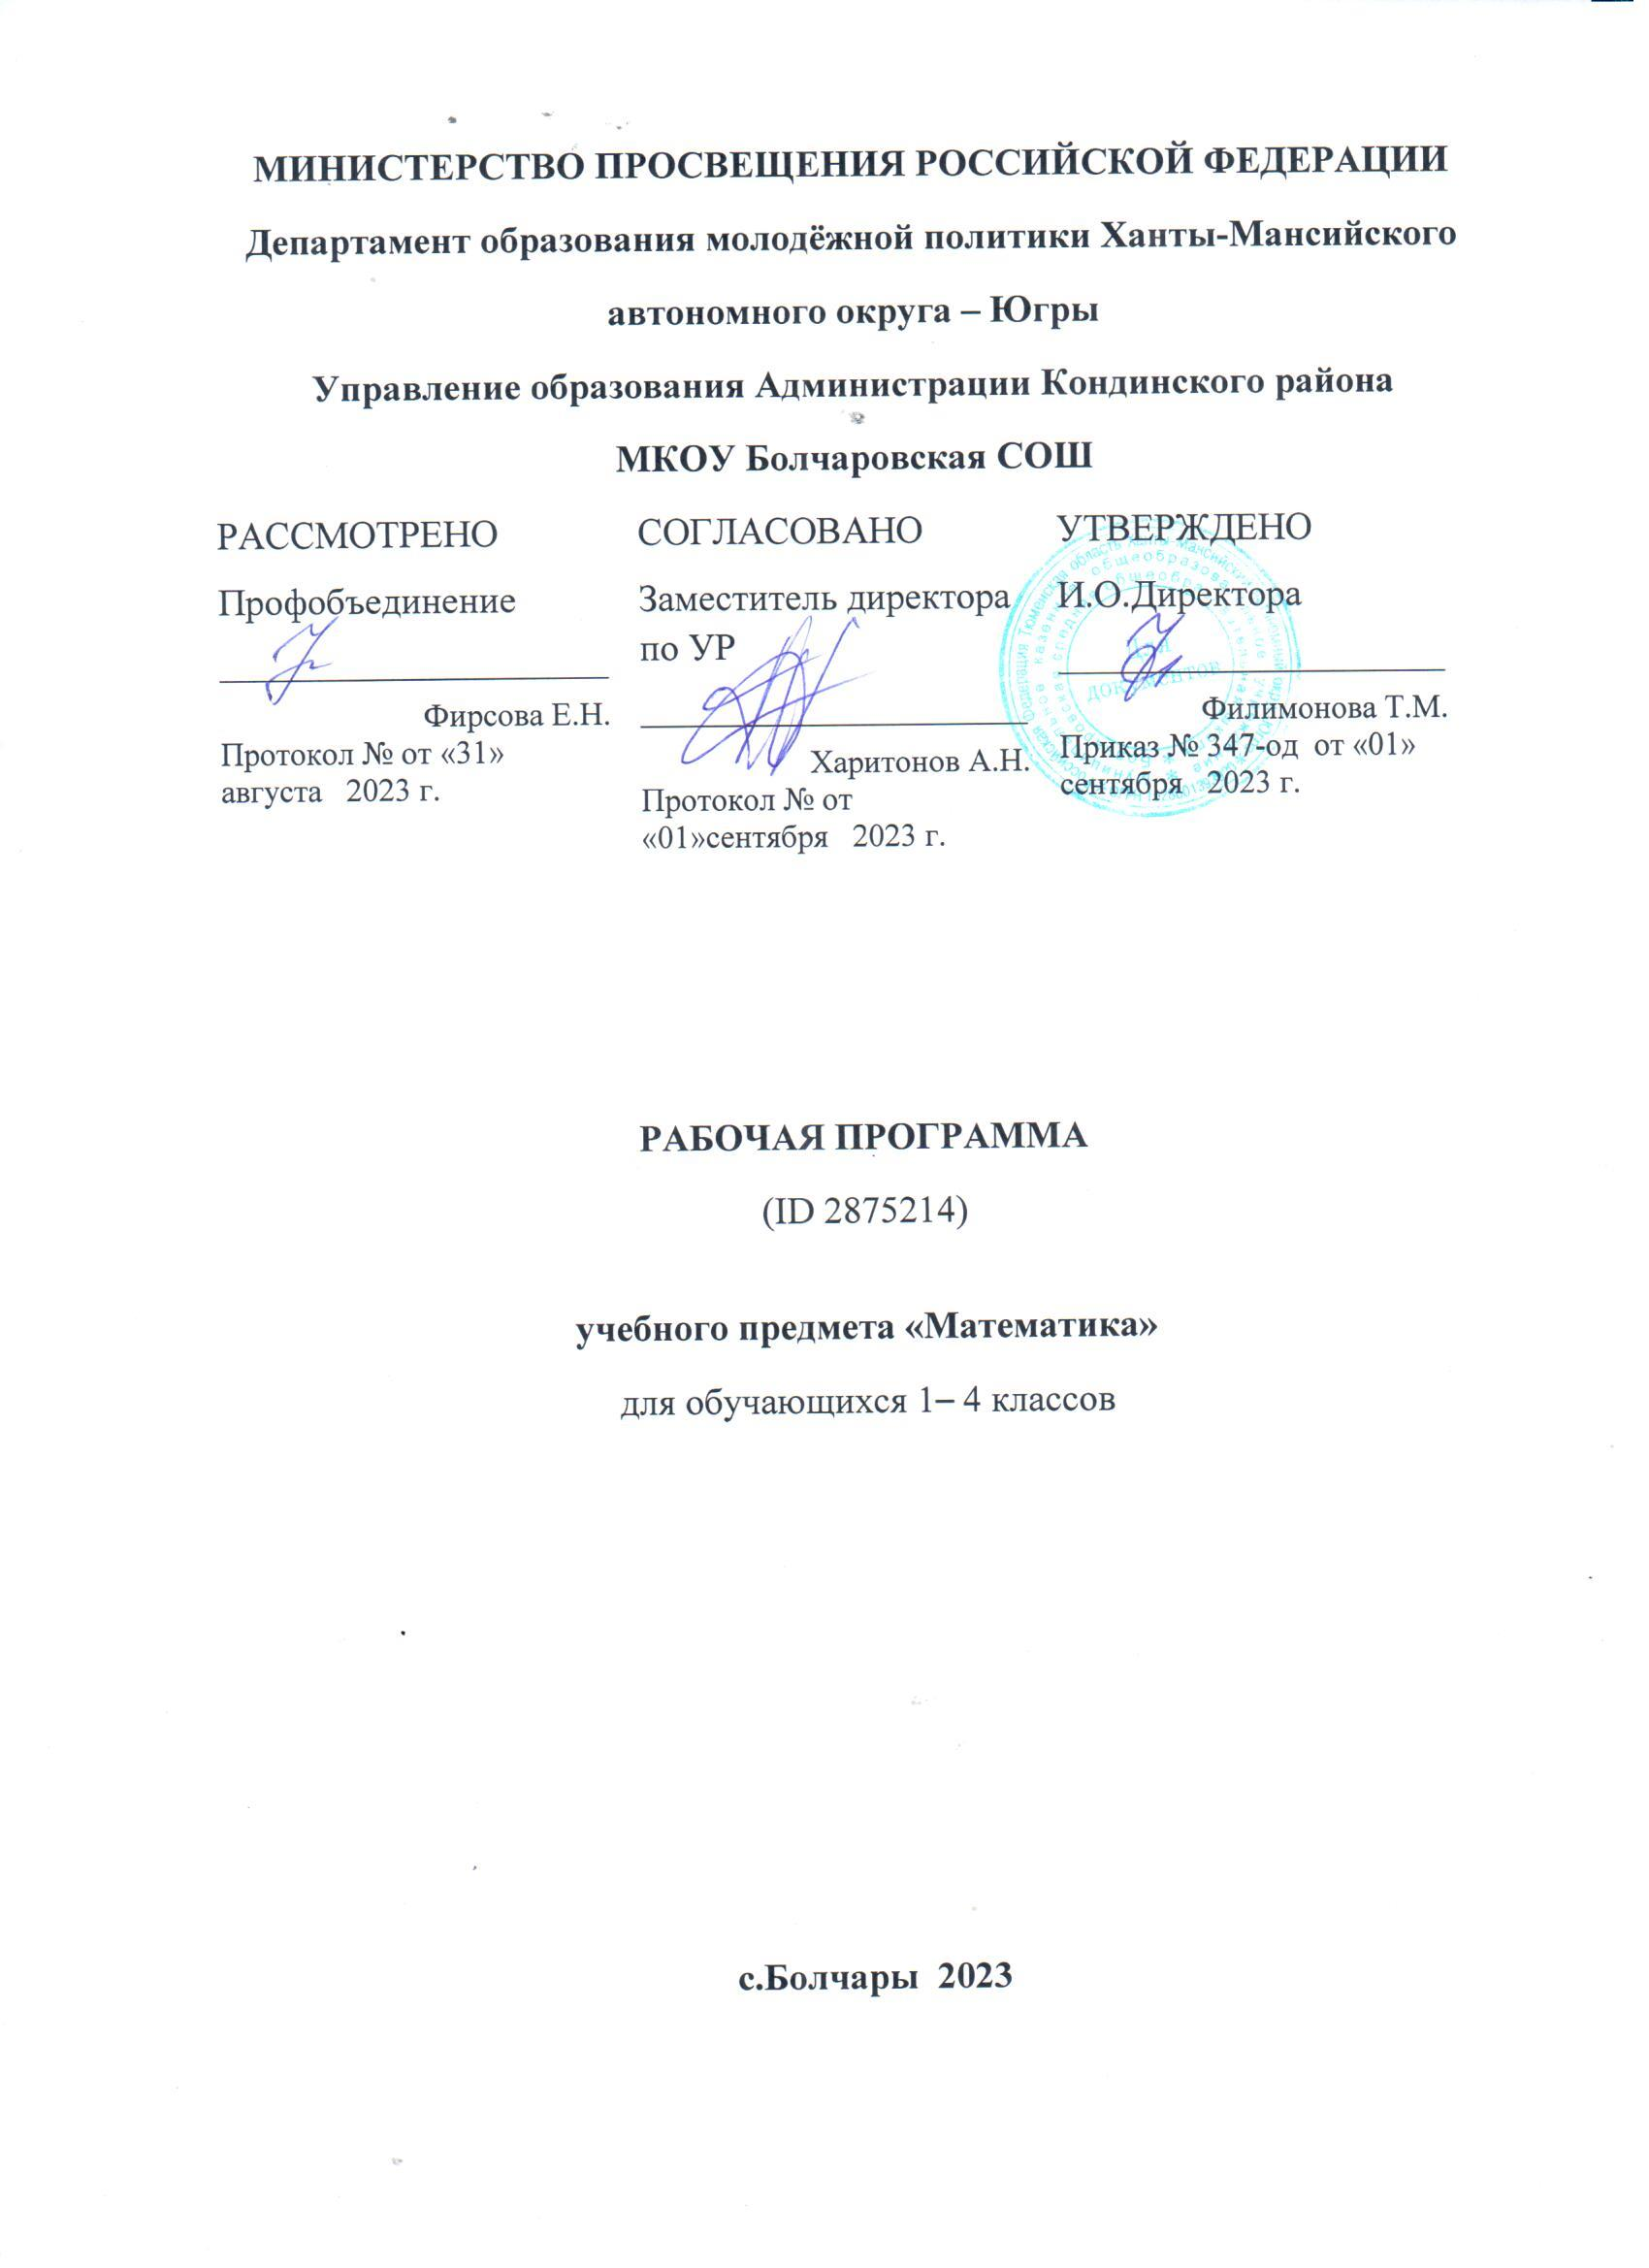 МИНИСТЕРСТВО ПРОСВЕЩЕНИЯ РОССИЙСКОЙ ФЕДЕРАЦИИ
Департамент образования молодёжной политики Ханты-Мансийского
автономного округа – Югры
Управление образования Администрации Кондинского района
МКОУ Болчаровская СОШ
РАССМОТРЕНО
Профобъединение
Фирсова Е.Н.
Протокол № от «31»
августа 2023 г.
СОГЛАСОВАНО
Заместитель директора
по УР
Харитонов А.Н.
Протокол № от
«01»сентября 2023 г.
УТВЕРЖДЕНО
И.О.Директора
Филимонова Т.М.
Приказ № 347-од от «01»
сентября 2023 г.
Для
ДОКУМЕНТОВ
РАБОЧАЯ ПРОГРАММА
(ID 2875214)
учебного предмета «Математика»
для обучающихся 1– 4 классов
с.Болчары 2023